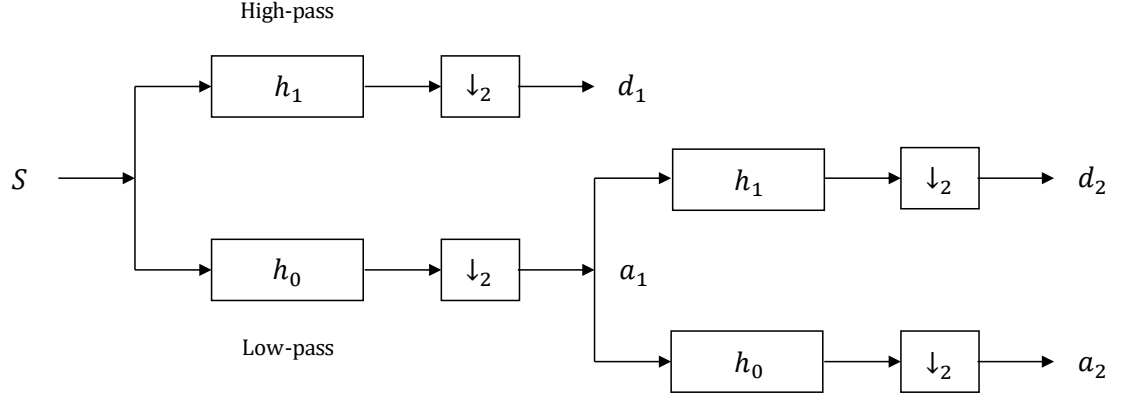 High-pass
h₁ ↓₂ d₁
S
h₁ ↓₂ d₂
h₀ ↓₂ a₁
Low-pass
h₀ ↓₂ a₂